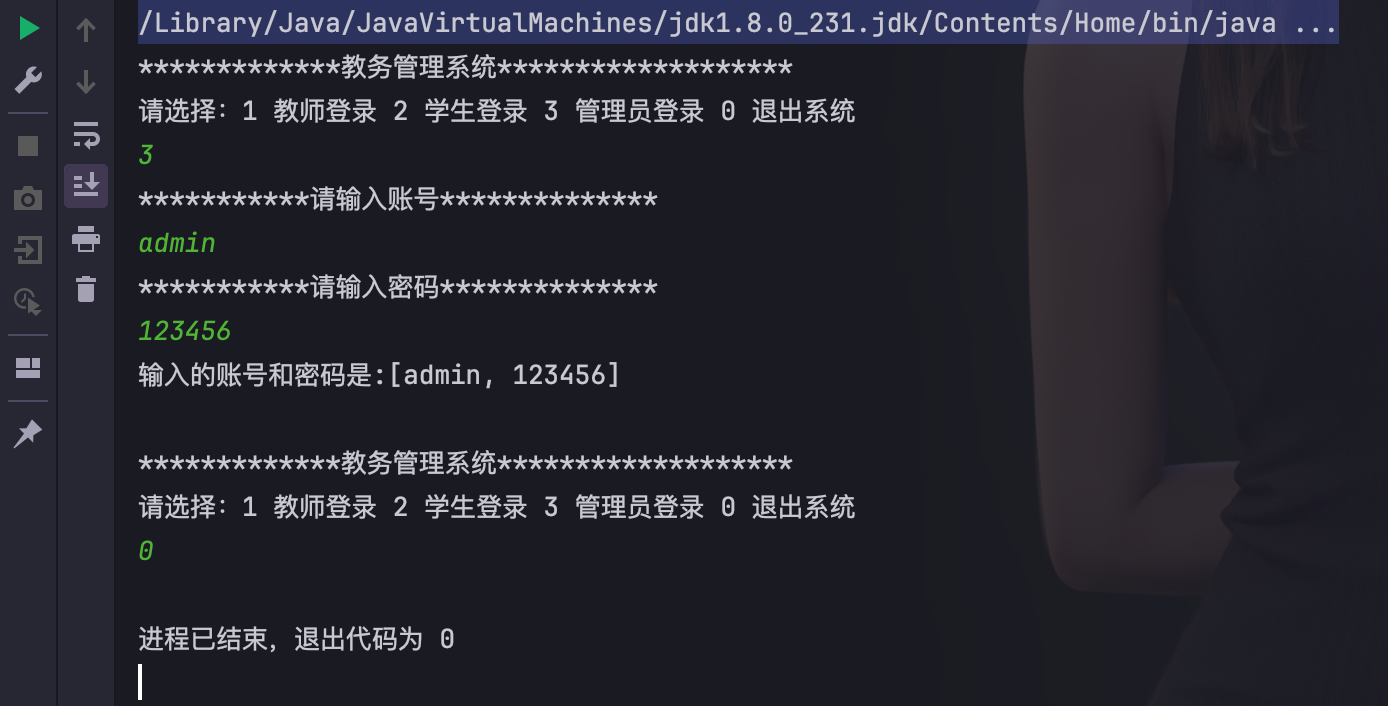 /Library/Java/JavaVirtualMachines/jdk1.8.0_231.jdk/Contents/Home/bin/java ...
*************教务管理系统*******************
请选择: 1 教师登录 2 学生登录 3 管理员登录 0 退出系统
3
***********请输入账号**************
admin
***********请输入密码**************
123456
输入的账号和密码是:[admin, 123456]
*************教务管理系统*******************
请选择: 1 教师登录 2 学生登录 3 管理员登录 0 退出系统
0
进程已结束，退出代码为 0